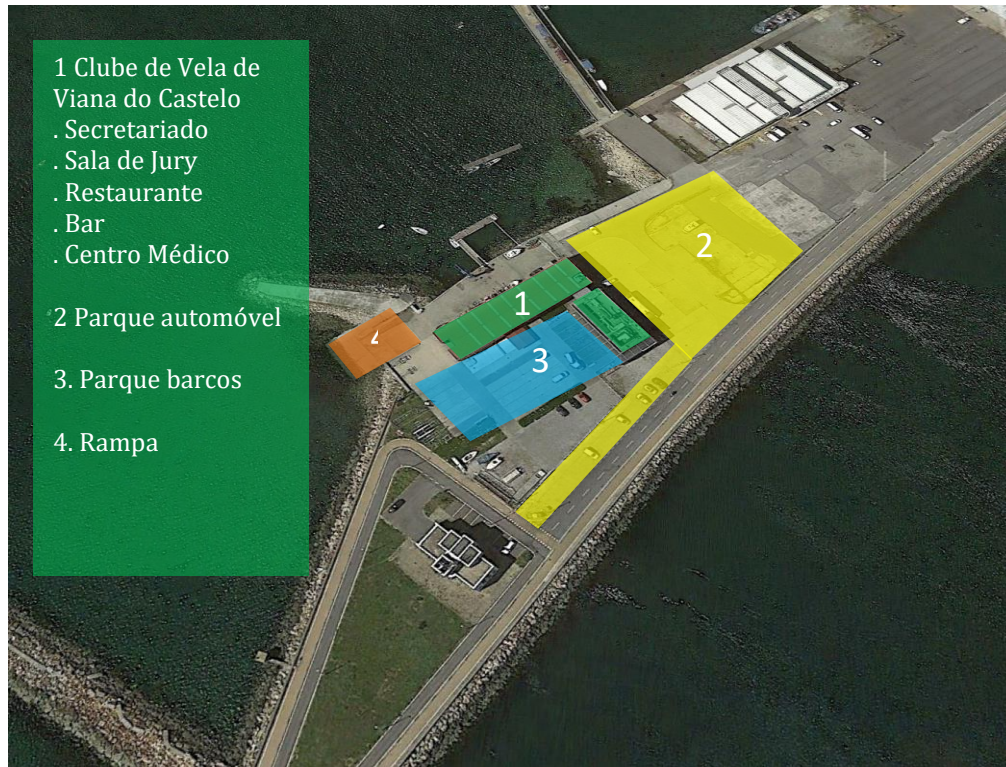 1 Clube de Vela de
Viana do Castelo
. Secretariado
. Sala de Jury
. Restaurante
. Bar
. Centro Médico
2 Parque automóvel
3. Parque barcos
4. Rampa
2
1
4
3